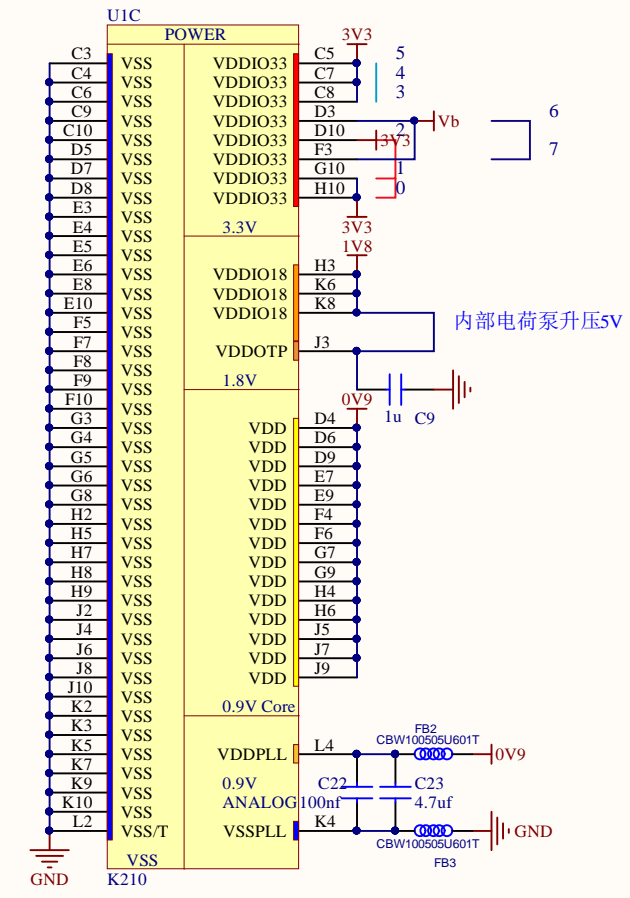 U1C
POWER
C3 VSS VDDIO33 C5 3V3 5
C4 VSS VDDIO33 C7 4
C6 VSS VDDIO33 C8 3
C9 VSS VDDIO33 D3 Vb 6
C10 VSS VDDIO33 D10 2 3V3
D5 VSS VDDIO33 F3 7
D7 VSS VDDIO33 G10 1
D8 VSS VDDIO33 H10 0
E3 VSS 3.3V 3V3
E4 VSS 1V8
E5 VSS
E6 VSS VDDIO18 H3
E8 VSS VDDIO18 K6
E10 VSS VDDIO18 K8
F5 VSS 内部电荷泵升压5V
F7 VSS VDDOTP J3
F8 VSS 1.8V
F9 VSS 0V9 1u C9
F10 VSS
G3 VSS VDD D4
G4 VSS VDD D6
G5 VSS VDD D9
G6 VSS VDD E7
G8 VSS VDD E9
H2 VSS VDD F4
H5 VSS VDD F6
H7 VSS VDD G7
H8 VSS VDD G9
H9 VSS VDD H4
J2 VSS VDD H6
J4 VSS VDD J5
J6 VSS VDD J7
J8 VSS VDD J9
J10 VSS
K2 VSS 0.9V Core
K3 VSS FB2
CBW100505U601T
K5 VSS VDDPLL L4 0V9
K7 VSS
K9 VSS 0.9V C22 C23
K10 VSS ANALOG 100nf 4.7uf
L2 VSS/T VSSPLL K4 GND
CBW100505U601T
VSS FB3
GND K210